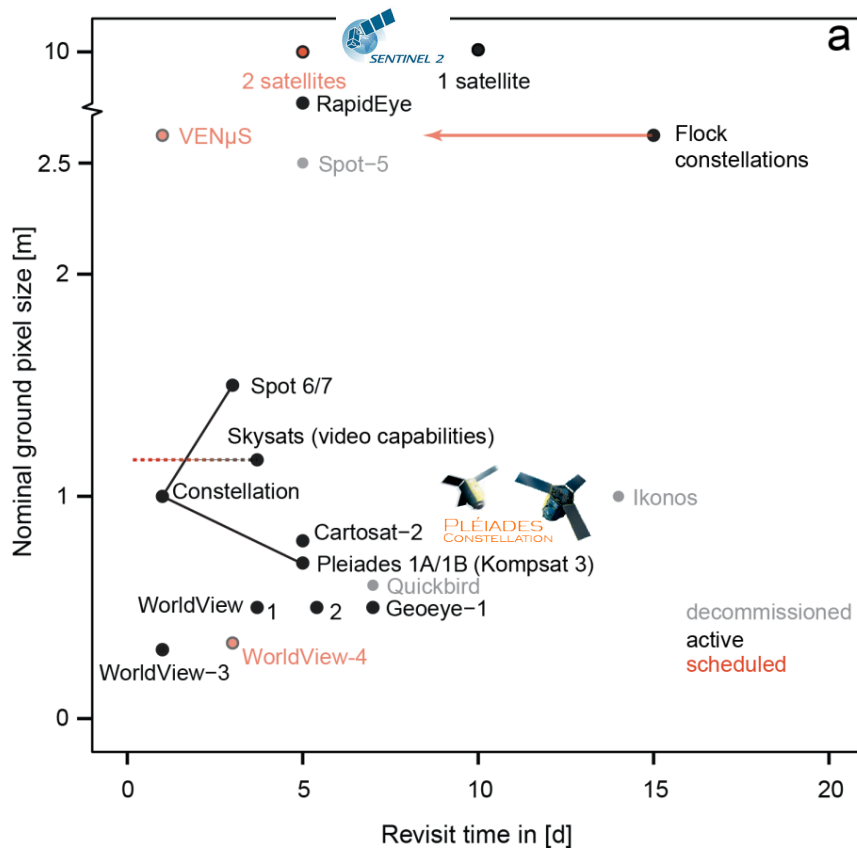 a
10
SENTINEL 2
2 satellites
1 satellite
RapidEye
VENµS
Flock
constellations
Spot−5
2.5
2
Nominal ground pixel size [m]
Spot 6/7
Skysats (video capabilities)
Constellation
1
Ikonos
PLÉIADES
CONSTELLATION
Cartosat−2
Pleiades 1A/1B (Kompsat 3)
Quickbird
WorldView 1 2 Geoeye−1
decommissioned
active
scheduled
WorldView-4
WorldView−3
0
0 5 10 15 20
Revisit time in [d]